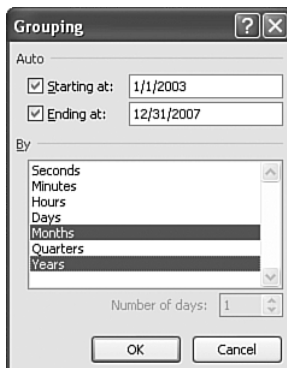 Grouping
Auto
Starting at: 1/1/2003
Ending at: 12/31/2007
By
Seconds
Minutes
Hours
Days
Months
Quarters
Years
Number of days: 1
OK Cancel